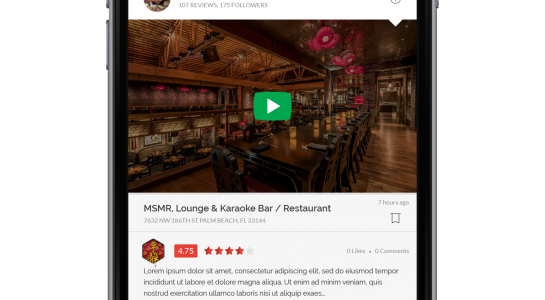 107 REVIEWS, 175 FOLLOWERS
7 hours ago
MSMR, Lounge & Karaoke Bar / Restaurant
7632 NW 186TH ST PALM BEACH, FL 33144
4.75
0 Likes • 0 Comments
Lorem ipsum dolor sit amet, consectetur adipiscing elit, sed do eiusmod tempor
incididunt ut labore et dolore magna aliqua. Ut enim ad minim veniam, quis
nostrud exercitation ullamco laboris nisi ut aliquip exaes...